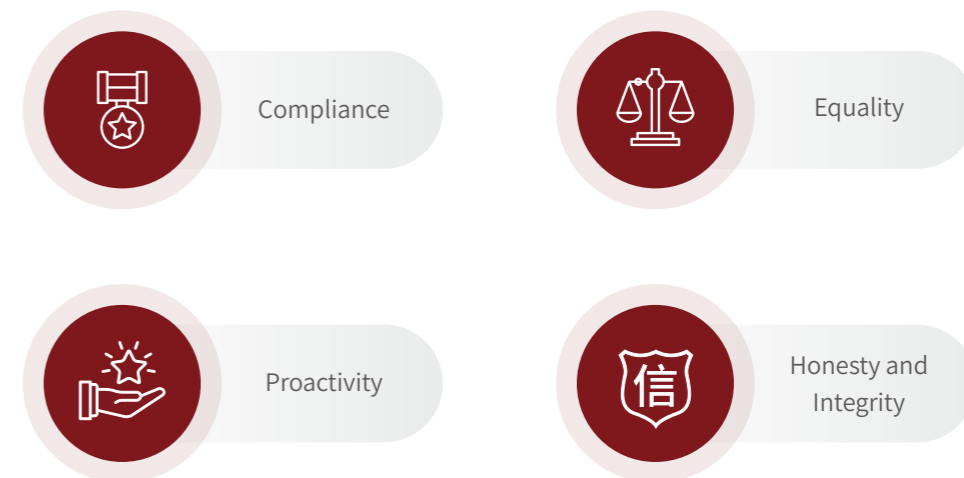 Compliance
Equality
Proactivity
信
Honesty and
Integrity